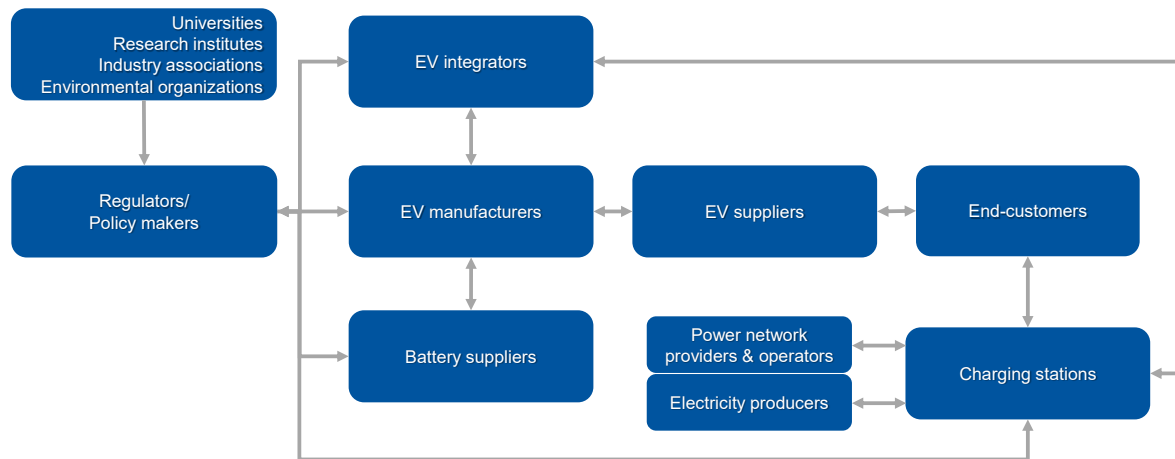 Universities
Research institutes
Industry associations
Environmental organizations
EV integrators
Regulators/
Policy makers
EV manufacturers
EV suppliers
End-customers
Battery suppliers
Power network
providers & operators
Electricity producers
Charging stations